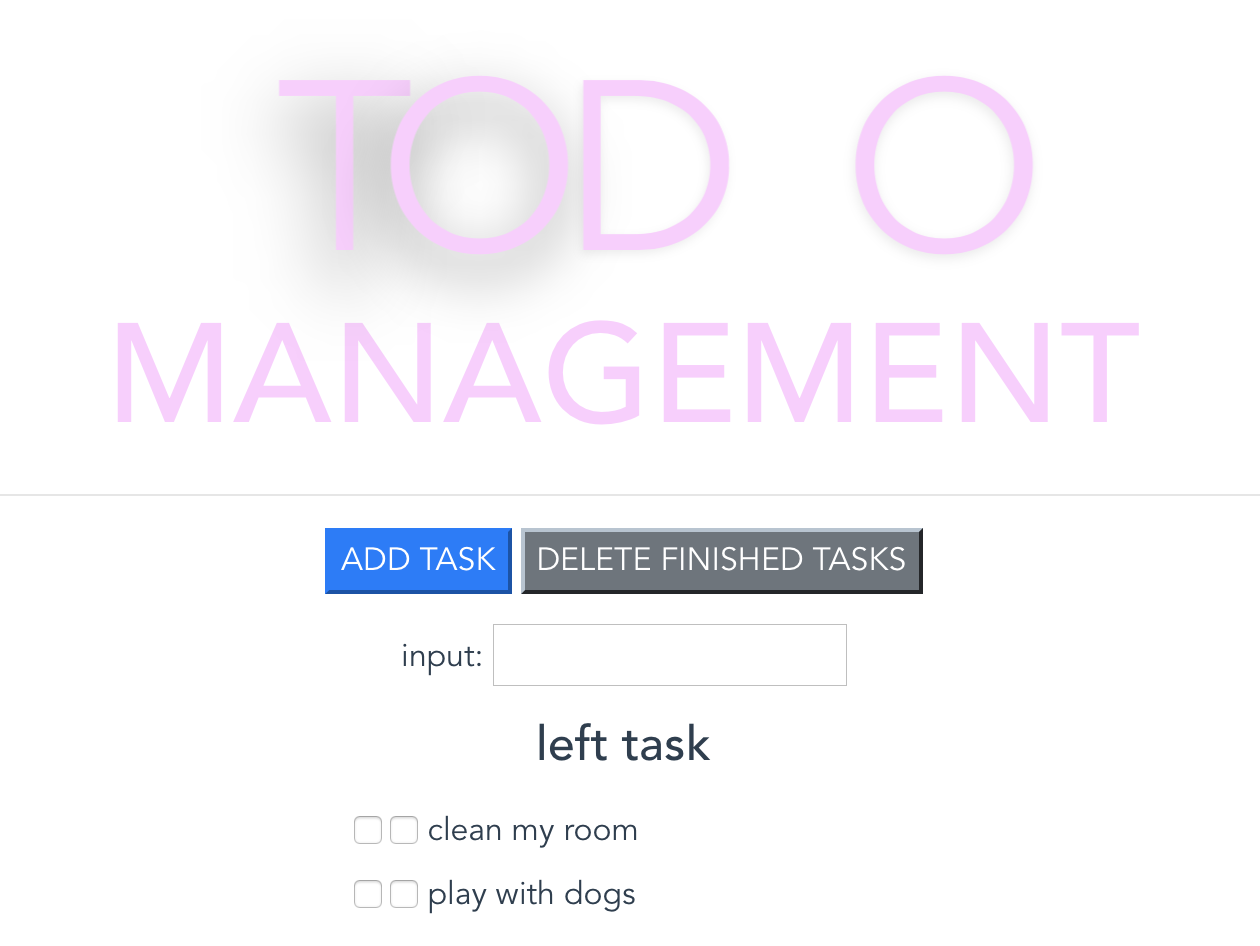 TOD O
MANAGEMENT
ADD TASK DELETE FINISHED TASKS
input:
left task
clean my room
play with dogs